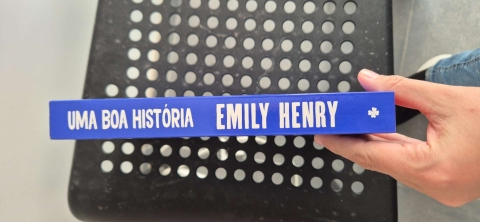 UMA BOA HISTÓRIA EMILY HENRY